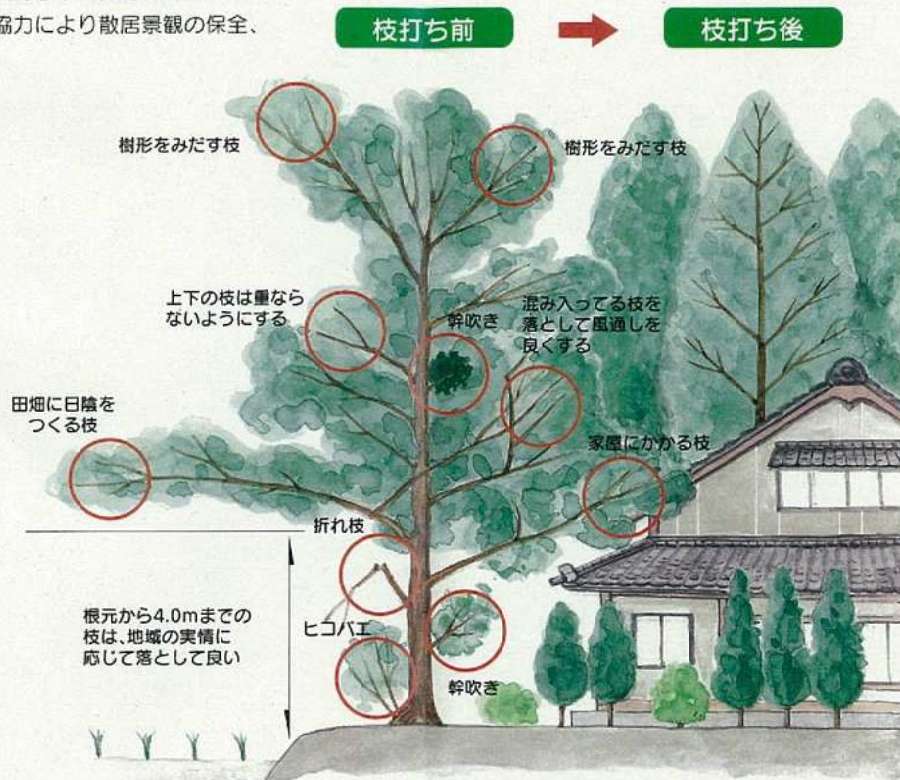 協力により散居景観の保全、
枝打ち前
枝打ち後
樹形をみだす枝
樹形をみだす枝
上下の枝は重なら
ないようにする
幹吹き
混み入ってる枝を
落として風通しを
良くする
田畑に日陰を
つくる枝
家屋にかかる枝
折れ枝
根元から4.0mまでの
枝は、地域の実情に
応じて落として良い
ヒコバエ
幹吹き